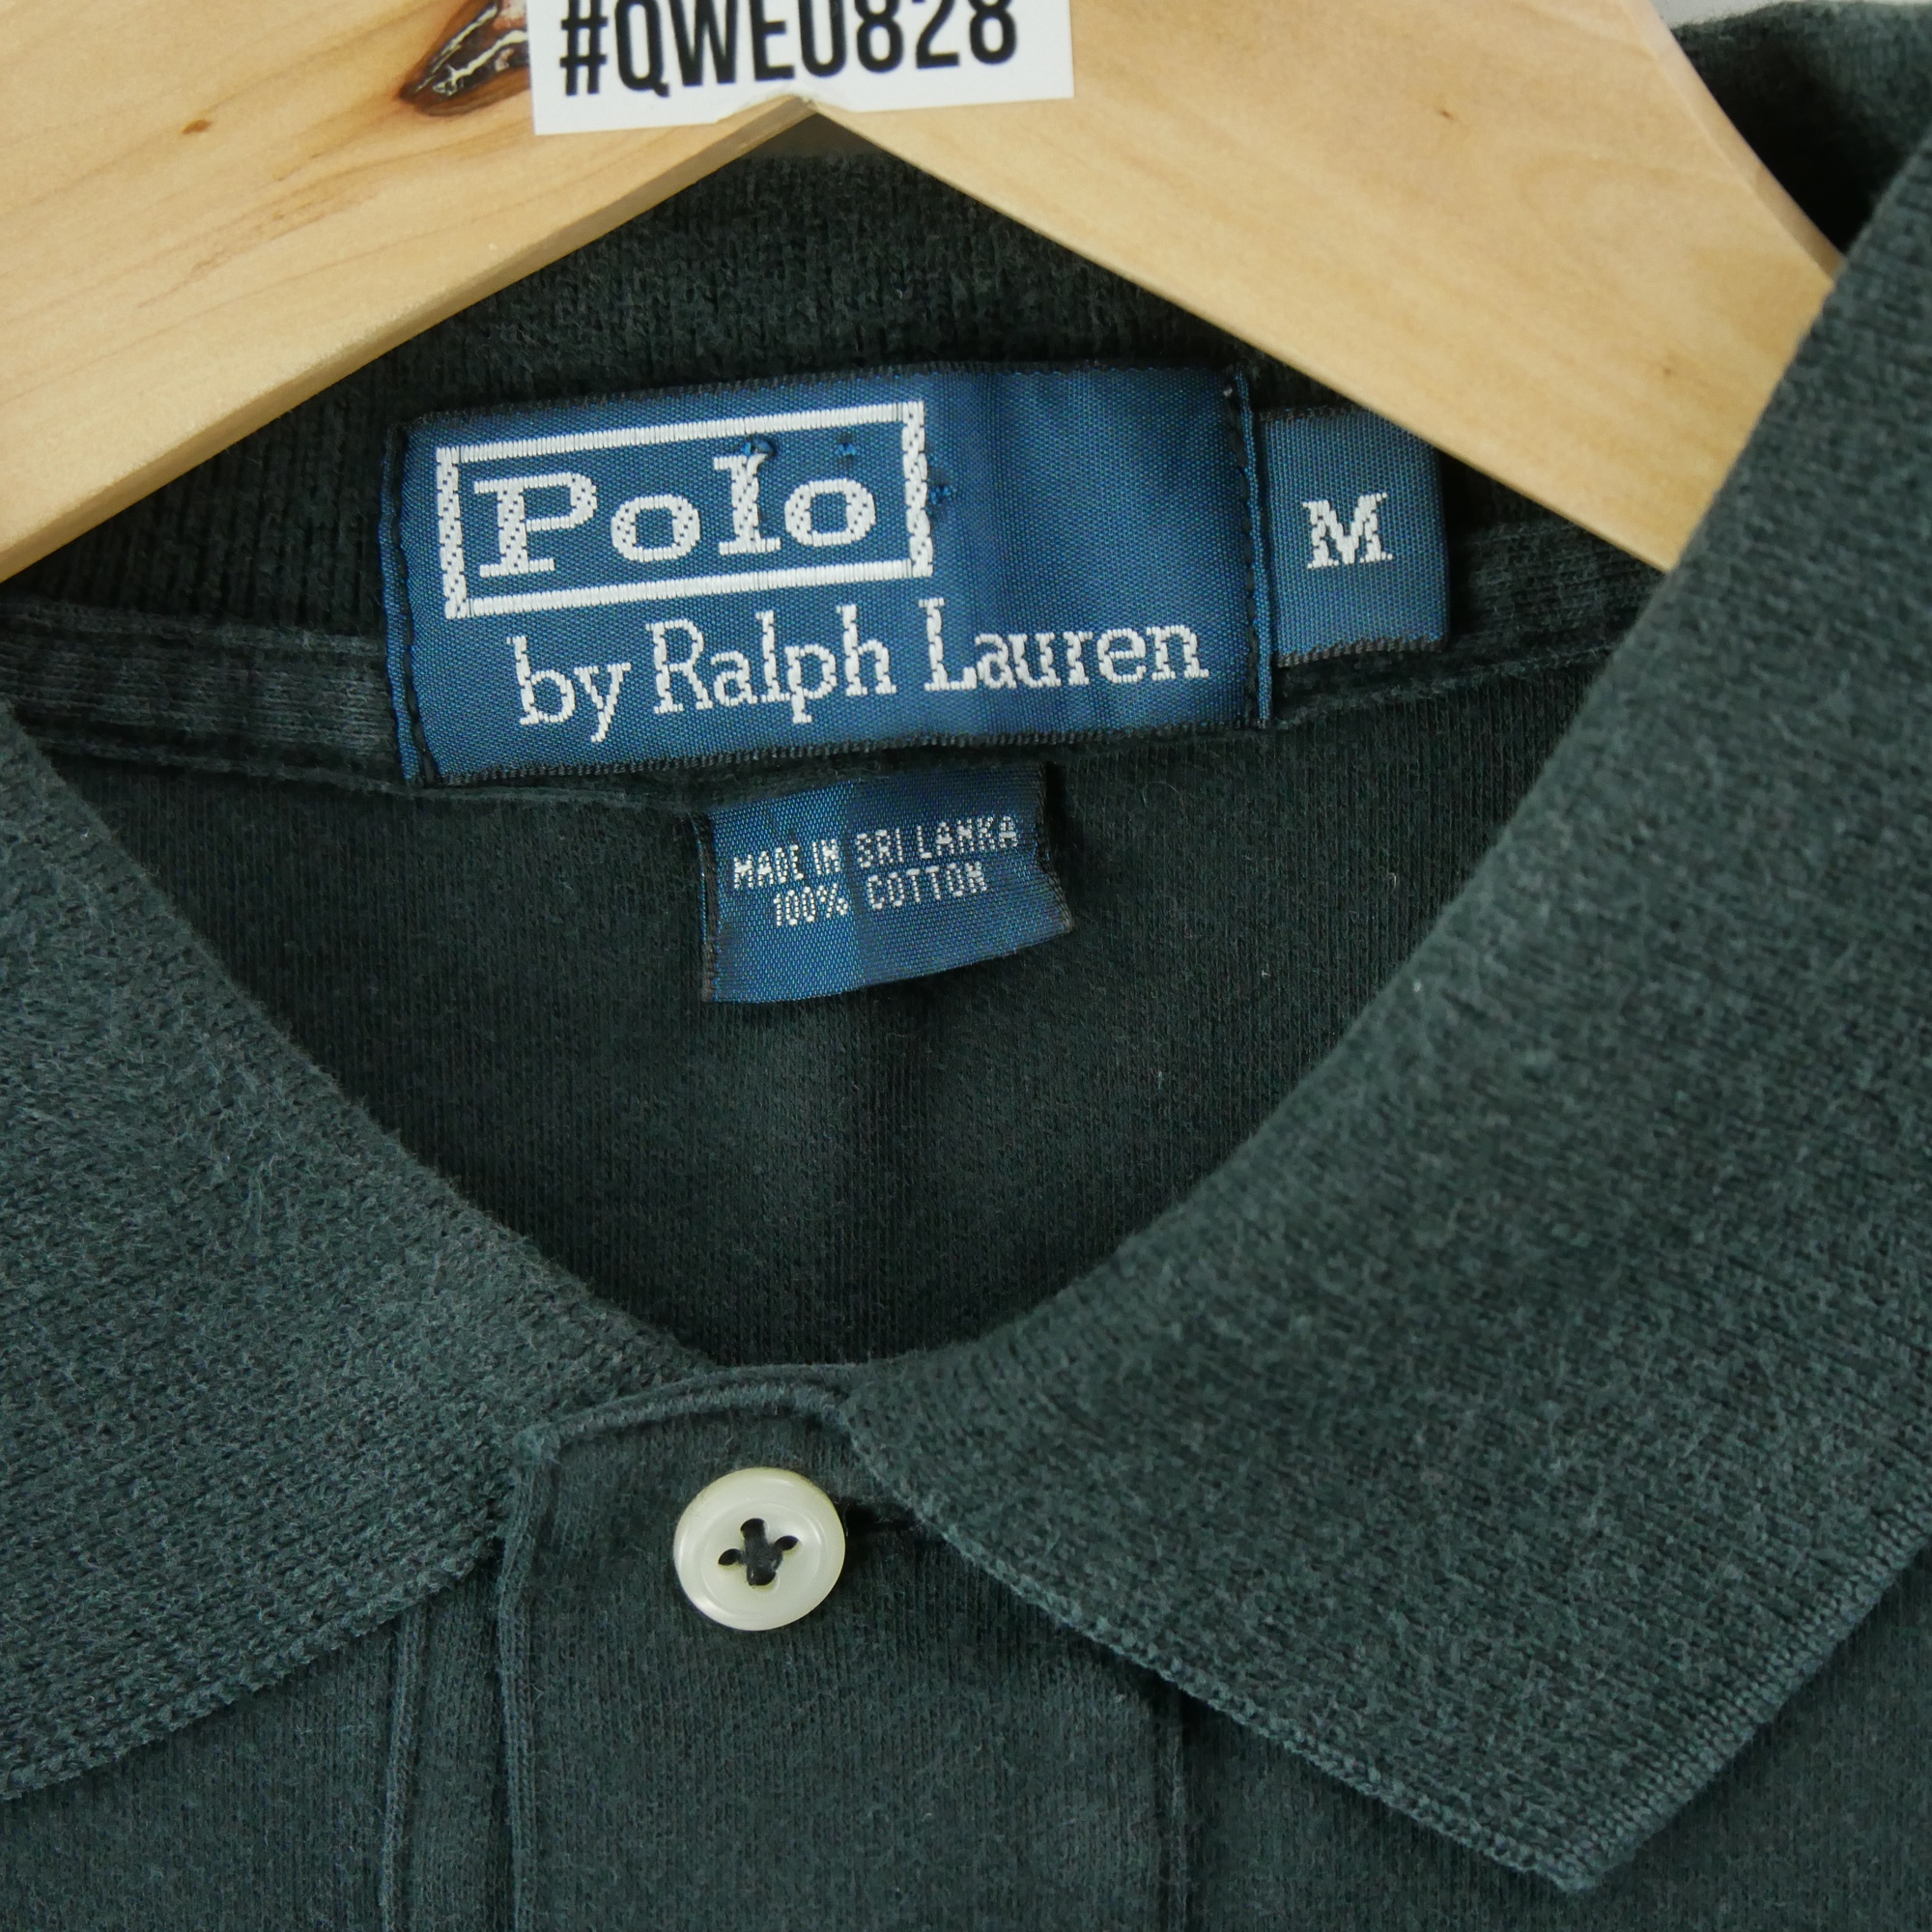 #QWE0828
Polo
by Ralph Lauren
M
MADE IN SRI LANKA
100% COTTON